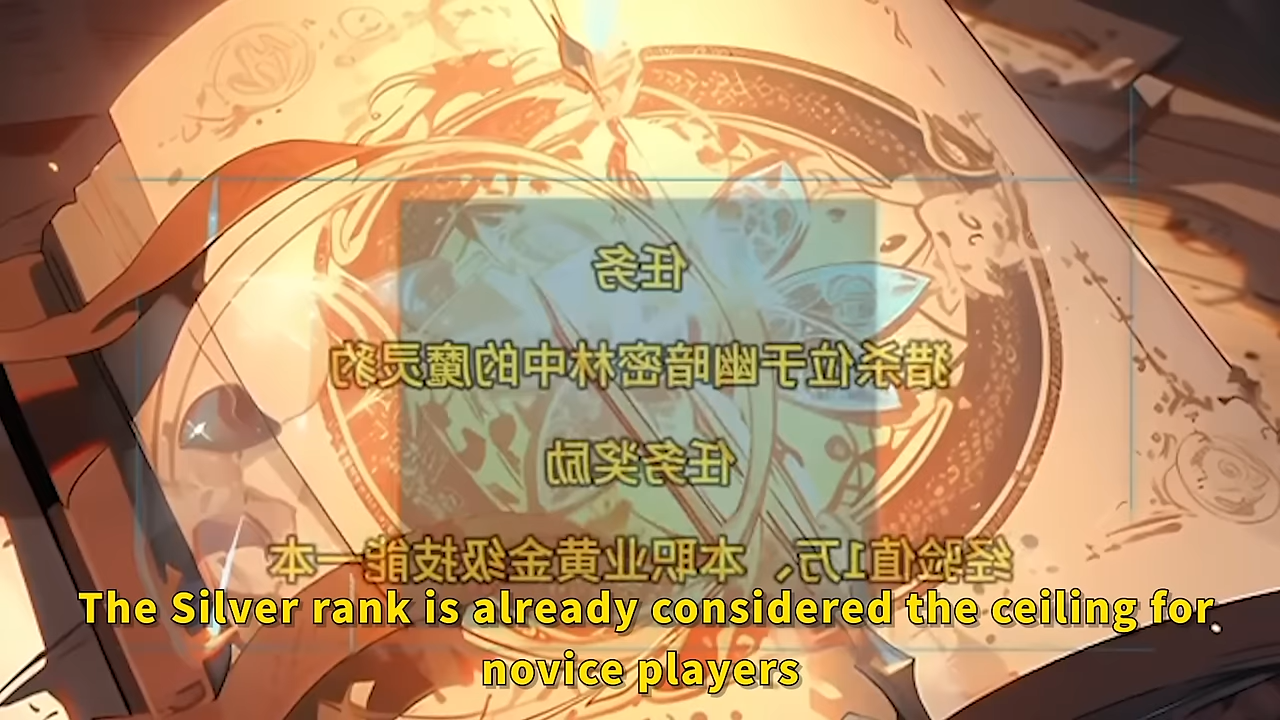 任务
猎杀位于幽暗密林中的魔灵豹
任务奖励
经验值1万、本职业黄金级技能一本
The Silver rank is already considered the ceiling for
novice players